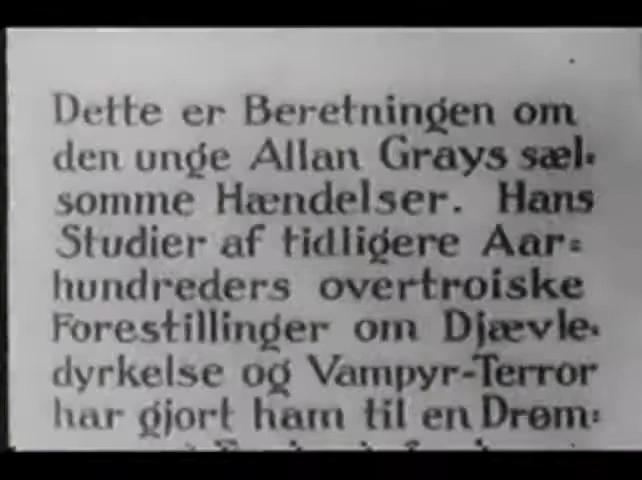 Dette er Beretningen om
den unge Allan Grays sæl-
somme Hændelser. Hans
Studier af tidligere Aar-
hundreders overtroiske
Forestillinger om Djævle-
dyrkelse og Vampyr-Terror
har gjort ham til en Drøm-